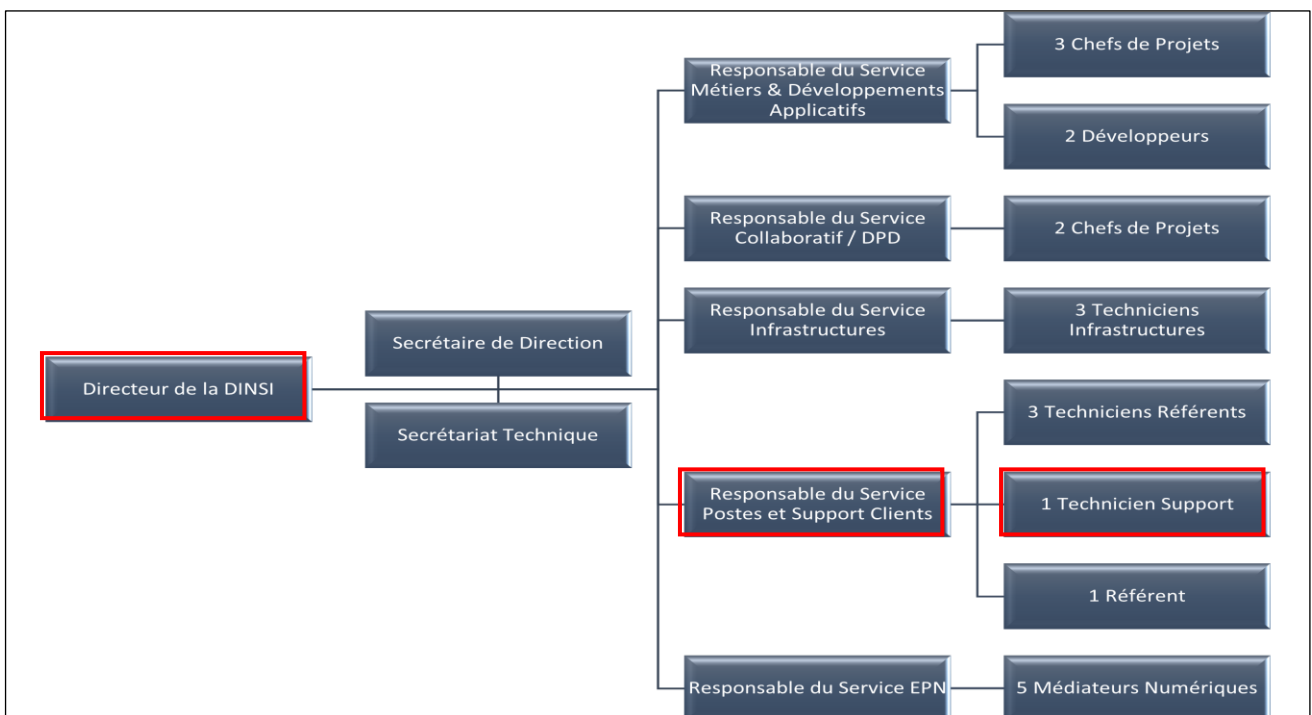 Directeur de la DINSI
Secrétaire de Direction
Secrétariat Technique
Responsable du Service
Métiers & Développements
Applicatifs
3 Chefs de Projets
2 Développeurs
Responsable du Service
Collaboratif / DPD
2 Chefs de Projets
Responsable du Service
Infrastructures
3 Techniciens
Infrastructures
Responsable du Service
Postes et Support Clients
3 Techniciens Référents
1 Technicien Support
1 Référent
Responsable du Service EPN
5 Médiateurs Numériques